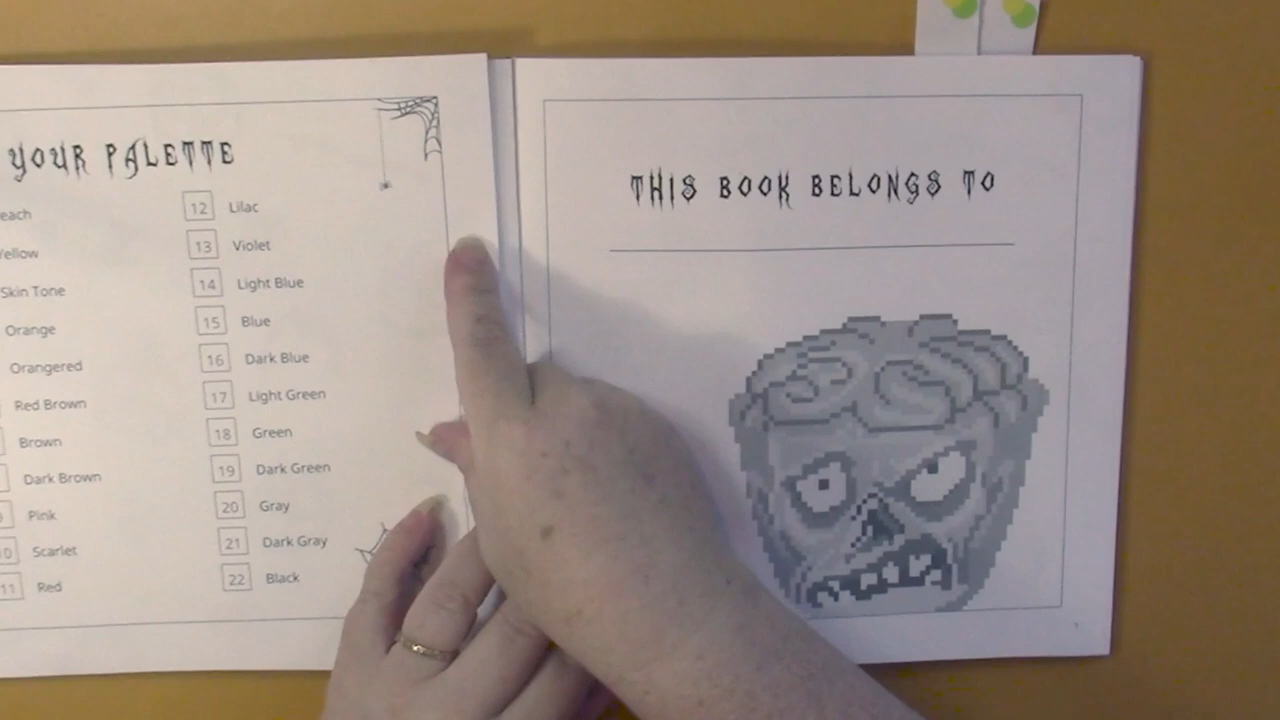 YOUR PALETTE
each
Yellow
Skin Tone
Orange
Orangered
Red Brown
Brown
Dark Brown
Pink
Scarlet
11 Red
12 Lilac
13 Violet
14 Light Blue
15 Blue
16 Dark Blue
17 Light Green
18 Green
19 Dark Green
20 Gray
21 Dark Gray
22 Black
THIS BOOK BELONGS TO